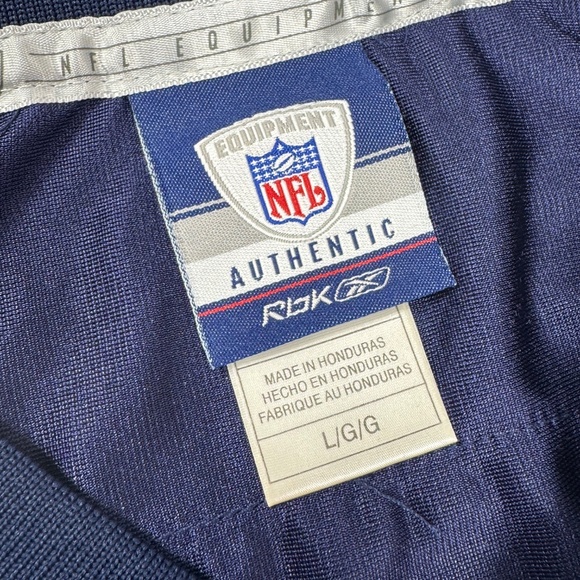 NFL EQUIPMENT
EQUIPMENT
NFL
AUTHENTIC
RBK
MADE IN HONDURAS
HECHO EN HONDURAS
FABRIQUE AU HONDURAS
L/G/G